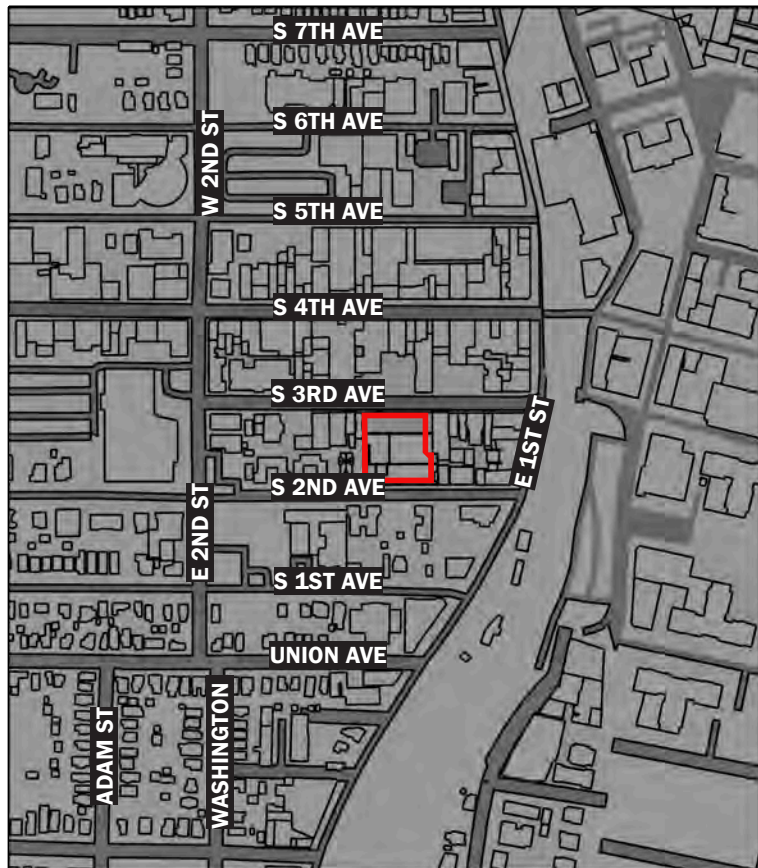 S 7TH AVE
S 6TH AVE
W 2ND ST
S 5TH AVE
S 4TH AVE
S 3RD AVE
E 1ST ST
S 2ND AVE
E 2ND ST
S 1ST AVE
UNION AVE
ADAM ST
WASHINGTON